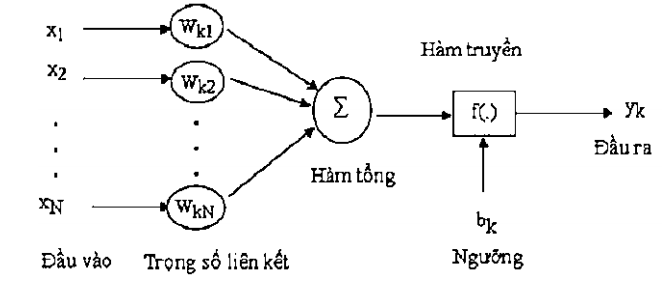 x1 Wk1
Hàm truyền
x2 Wk2
Σ f(.) yk
Đầu ra
Hàm tổng
xN WkN
bk
Đầu vào Trọng số liên kết Ngưỡng